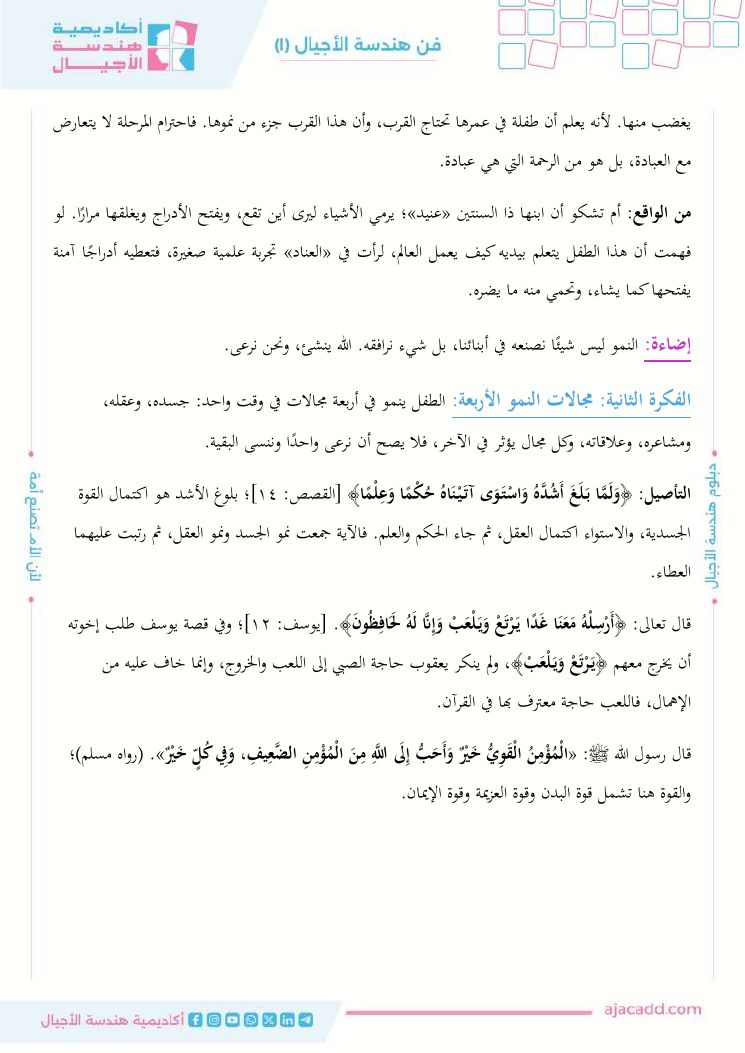 أكاديمية
هندسة
الأجيال
فن هندسة الأجيال (١)
يغضب منها. لأنه يعلم أن طفلة في عمرها تحتاج القرب، وأن هذا القرب جزء من نموها. فاحترام المرحلة لا يتعارض
مع العبادة، بل هو من الرحمة التي هي عبادة.
من الواقع: أم تشكو أن ابنها ذا السنتين «عنيد»؛ يرمي الأشياء ليرى أين تقع، ويفتح الأدراج ويغلقها مرارًا. لو
فهمت أن هذا الطفل يتعلم بيديه كيف يعمل العالم، لرأت في «العناد» تجربة علمية صغيرة، فتعطيه أدراجًا آمنة
يفتحها كما يشاء، وتحمي منه ما يضره.
إضاءة: النمو ليس شيئًا نصنعه في أبنائنا، بل شيء نرافقه. الله ينشئ، ونحن نرعى.
الفكرة الثانية: مجالات النمو الأربعة: الطفل ينمو في أربعة مجالات في وقت واحد: جسده، وعقله،
ومشاعره، وعلاقاته، وكل مجال يؤثر في الآخر، فلا يصح أن نرعى واحدًا وننسى البقية.
التأصيل: ﴿وَلَمَّا بَلَغَ أَشُدَّهُ وَاسْتَوَى آتَيْنَاهُ حُكْمًا وَعِلْمًا﴾ [القصص: ١٤]؛ بلوغ الأشد هو اكتمال القوة
الجسدية، والاستواء اكتمال العقل، ثم جاء الحكم والعلم. فالآية جمعت نمو الجسد ونمو العقل، ثم رتبت عليهما
العطاء.
قال تعالى: ﴿أَرْسِلْهُ مَعَنَا غَدًا يَرْتَعْ وَيَلْعَبْ وَإِنَّا لَهُ لَحَافِظُونَ﴾. [يوسف: ١٢]؛ وفي قصة يوسف طلب إخوته
أن يخرج معهم ﴿يَرْتَعْ وَيَلْعَبْ﴾، ولم ينكر يعقوب حاجة الصبي إلى اللعب والخروج، وإنما خاف عليه من
الإهمال، فاللعب حاجة معترف بها في القرآن.
قال رسول الله ﷺ: «الْمُؤْمِنُ الْقَوِيُّ خَيْرٌ وَأَحَبُّ إِلَى اللَّهِ مِنَ الْمُؤْمِنِ الضَّعِيفِ، وَفِي كُلٍّ خَيْرٌ». (رواه مسلم)؛
والقوة هنا تشمل قوة البدن وقوة العزيمة وقوة الإيمان.
دبلوم هندسة الأجيال
لأن الأم تصنع أمة
أكاديمية هندسة الأجيال
ajacadd.com